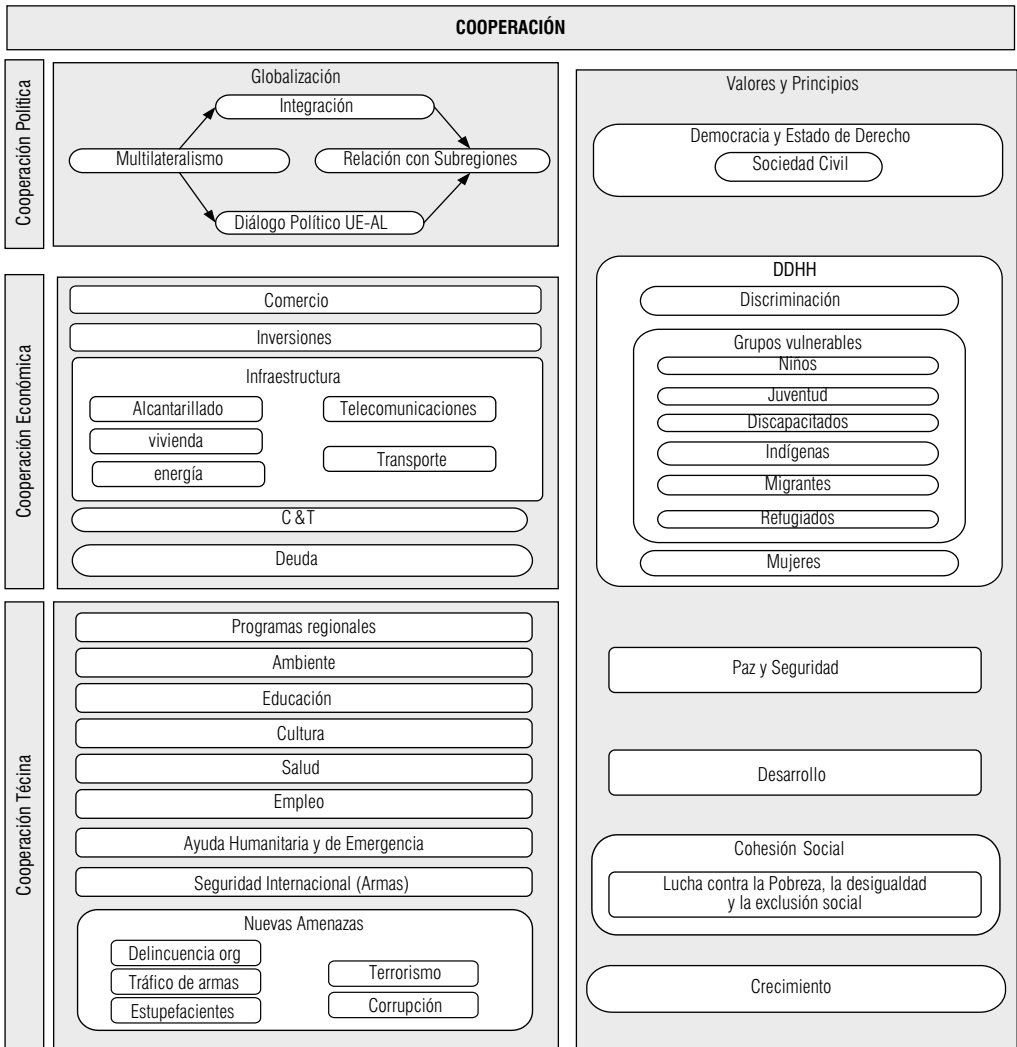 COOPERACIÓN
Cooperación Política
Globalización
Integración
Multilateralismo
Relación con Subregiones
Diálogo Político UE-AL
Cooperación Económica
Comercio
Inversiones
Infraestructura
Alcantarillado
Telecomunicaciones
vivienda
Transporte
energía
C &T
Deuda
Cooperación Técina
Programas regionales
Ambiente
Educación
Cultura
Salud
Empleo
Ayuda Humanitaria y de Emergencia
Seguridad Internacional (Armas)
Nuevas Amenazas
Delincuencia org
Terrorismo
Tráfico de armas
Corrupción
Estupefacientes
Valores y Principios
Democracia y Estado de Derecho
Sociedad Civil
DDHH
Discriminación
Grupos vulnerables
Niños
Juventud
Discapacitados
Indígenas
Migrantes
Refugiados
Mujeres
Paz y Seguridad
Desarrollo
Cohesión Social
Lucha contra la Pobreza, la desigualdad
y la exclusión social
Crecimiento